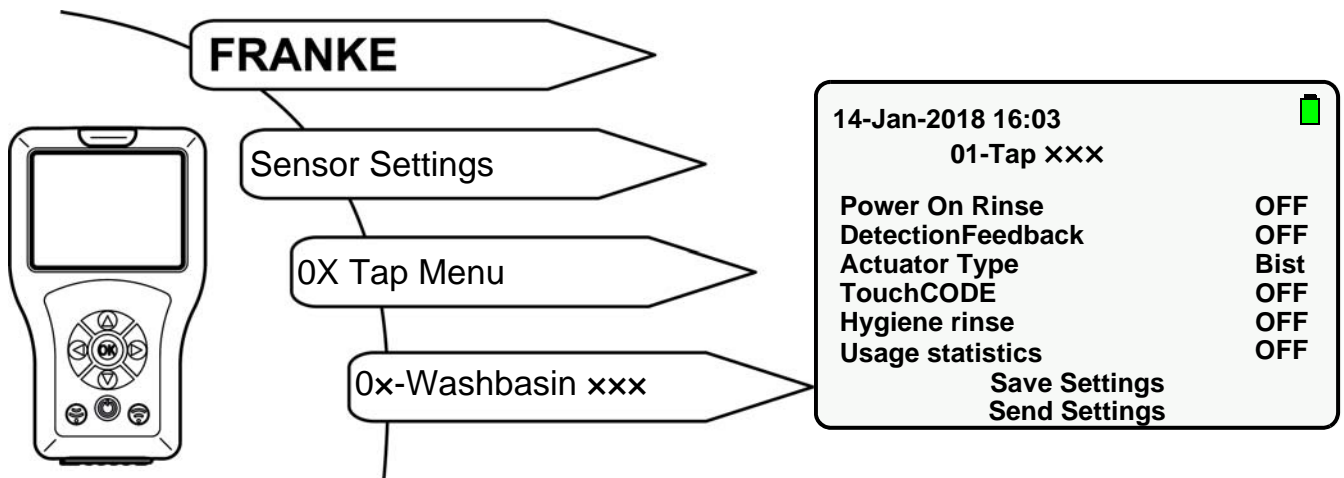 FRANKE
Sensor Settings
0X Tap Menu
0×-Washbasin ×××
14-Jan-2018 16:03
01-Tap ×××
Power On Rinse OFF
DetectionFeedback OFF
Actuator Type Bist
TouchCODE OFF
Hygiene rinse OFF
Usage statistics OFF
Save Settings
Send Settings
OK